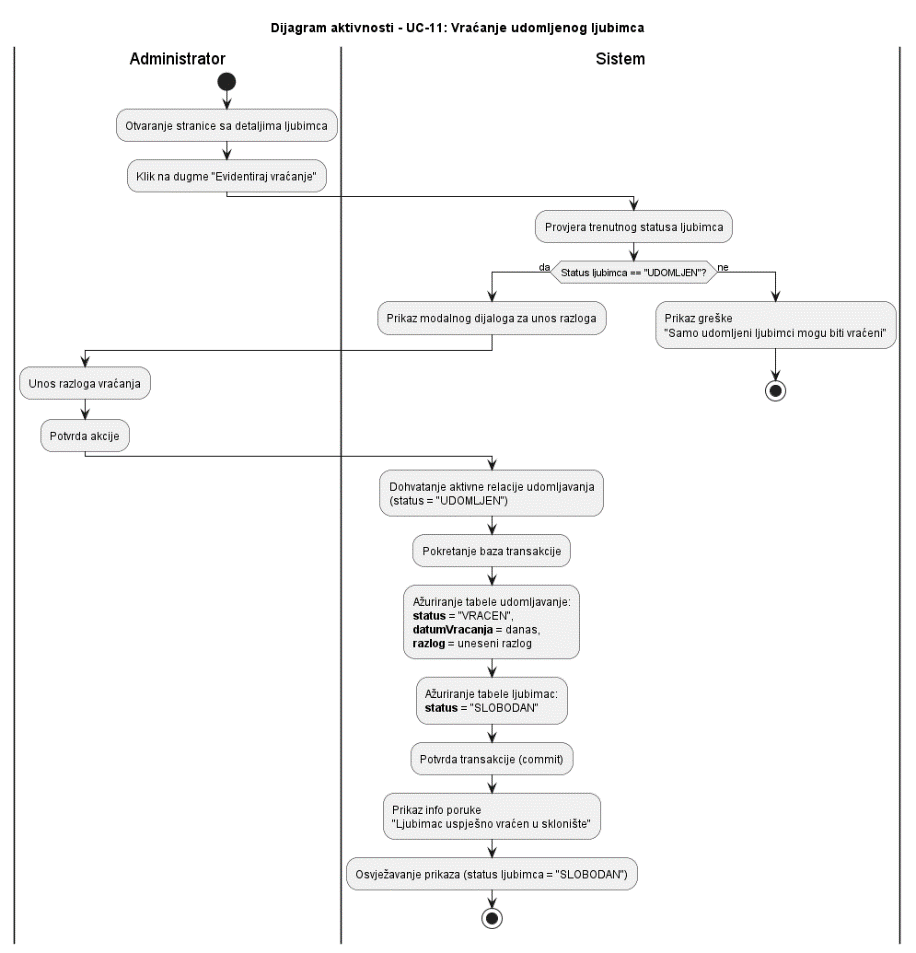 Dijagram aktivnosti - UC-11: Vraćanje udomljenog ljubimca
Administrator
Sistem
Otvaranje stranice sa detaljima ljubimca
Klik na dugme "Evidentiraj vraćanje"
Provjera trenutnog statusa ljubimca
da
Status ljubimca == "UDOMLJEN"?
ne
Prikaz modalnog dijaloga za unos razloga
Prikaz greške
"Samo udomljeni ljubimci mogu biti vraćeni"
Unos razloga vraćanja
Potvrda akcije
Dohvatanje aktivne relacije udomljavanja
(status = "UDOMLJEN")
Pokretanje baza transakcije
Ažuriranje tabele udomljavanje:
status = "VRACEN",
datumVracanja = danas,
razlog = uneseni razlog
Ažuriranje tabele ljubimac:
status = "SLOBODAN"
Potvrda transakcije (commit)
Prikaz info poruke
"Ljubimac uspješno vraćen u sklonište"
Osvježavanje prikaza (status ljubimca = "SLOBODAN")